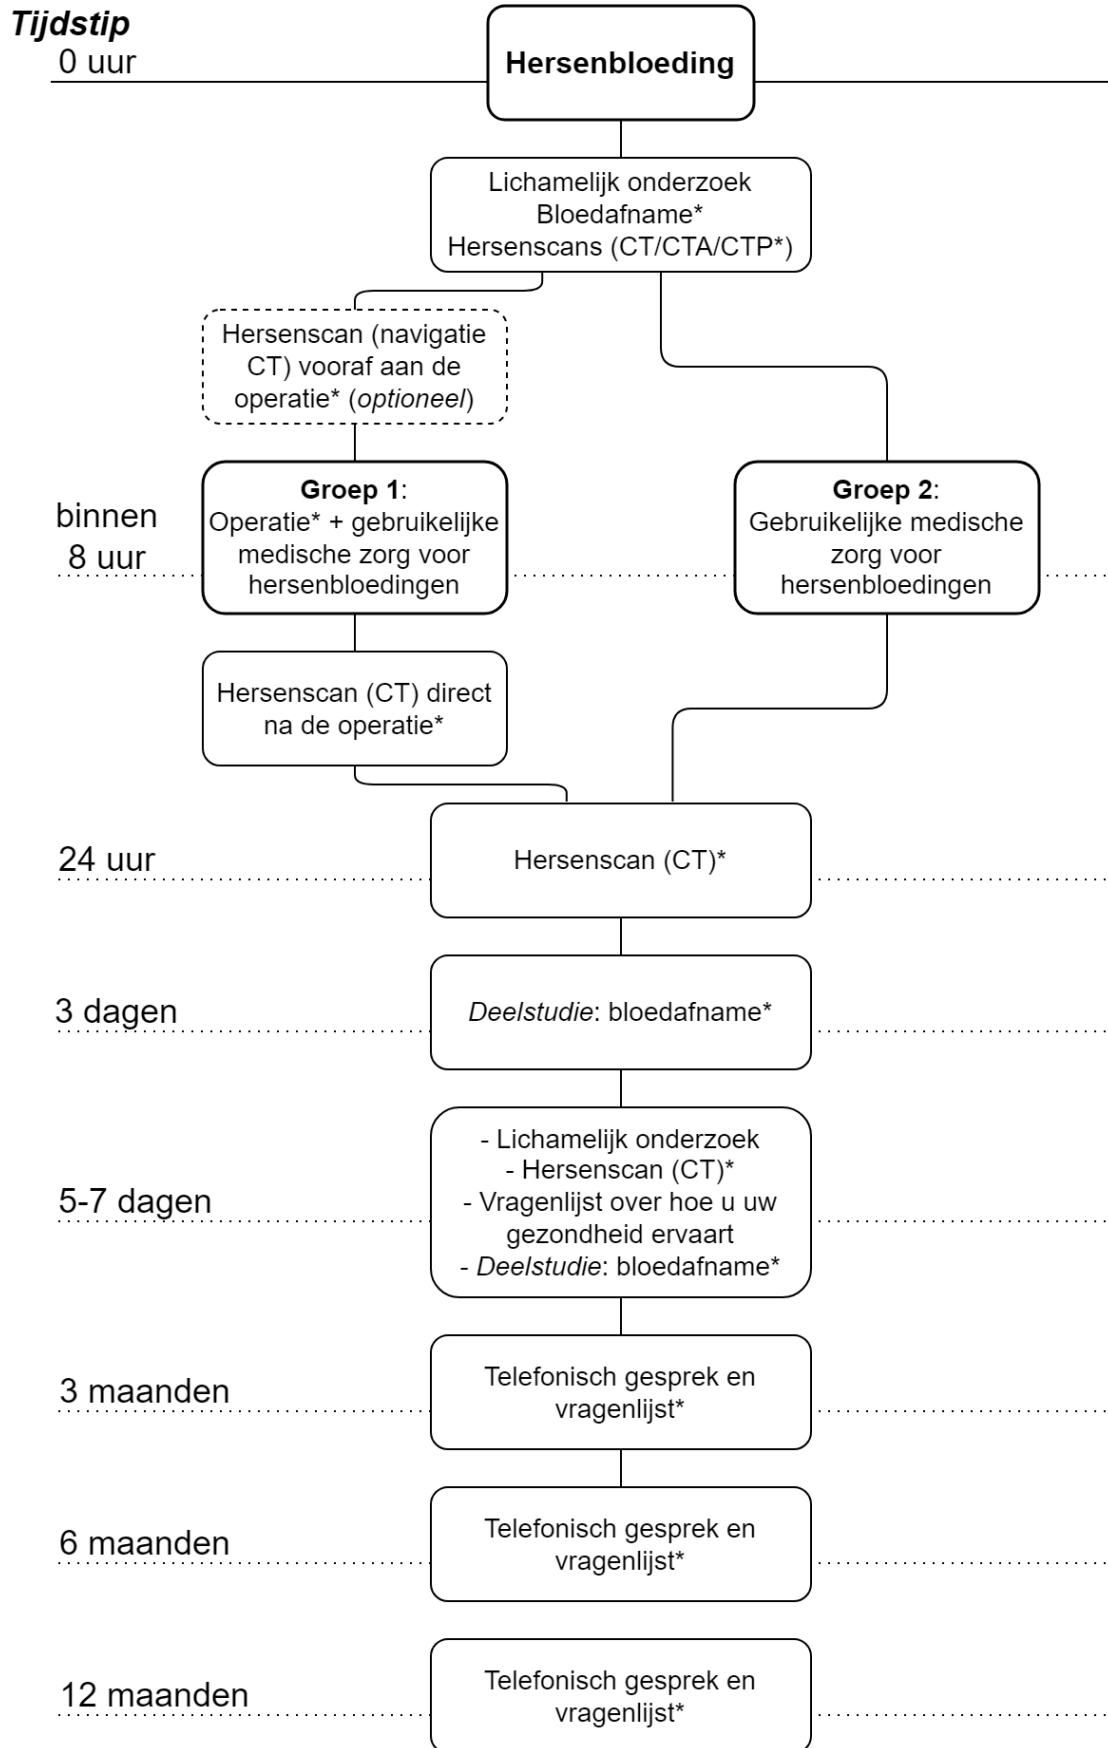 Tijdstip
0 uur
Hersenbloeding
Lichamelijk onderzoek
Bloedafname*
Hersenscans (CT/CTA/CTP*)
Hersenscan (navigatie
CT) vooraf aan de
operatie* (optioneel)
binnen
8 uur
Groep 1:
Operatie* + gebruikelijke
medische zorg voor
hersenbloedingen
Groep 2:
Gebruikelijke medische
zorg voor
hersenbloedingen
Hersenscan (CT) direct
na de operatie*
24 uur
Hersenscan (CT)*
3 dagen
Deelstudie: bloedafname*
5-7 dagen
- Lichamelijk onderzoek
- Hersenscan (CT)*
- Vragenlijst over hoe u uw
gezondheid ervaart
- Deelstudie: bloedafname*
3 maanden
Telefonisch gesprek en
vragenlijst*
6 maanden
Telefonisch gesprek en
vragenlijst*
12 maanden
Telefonisch gesprek en
vragenlijst*